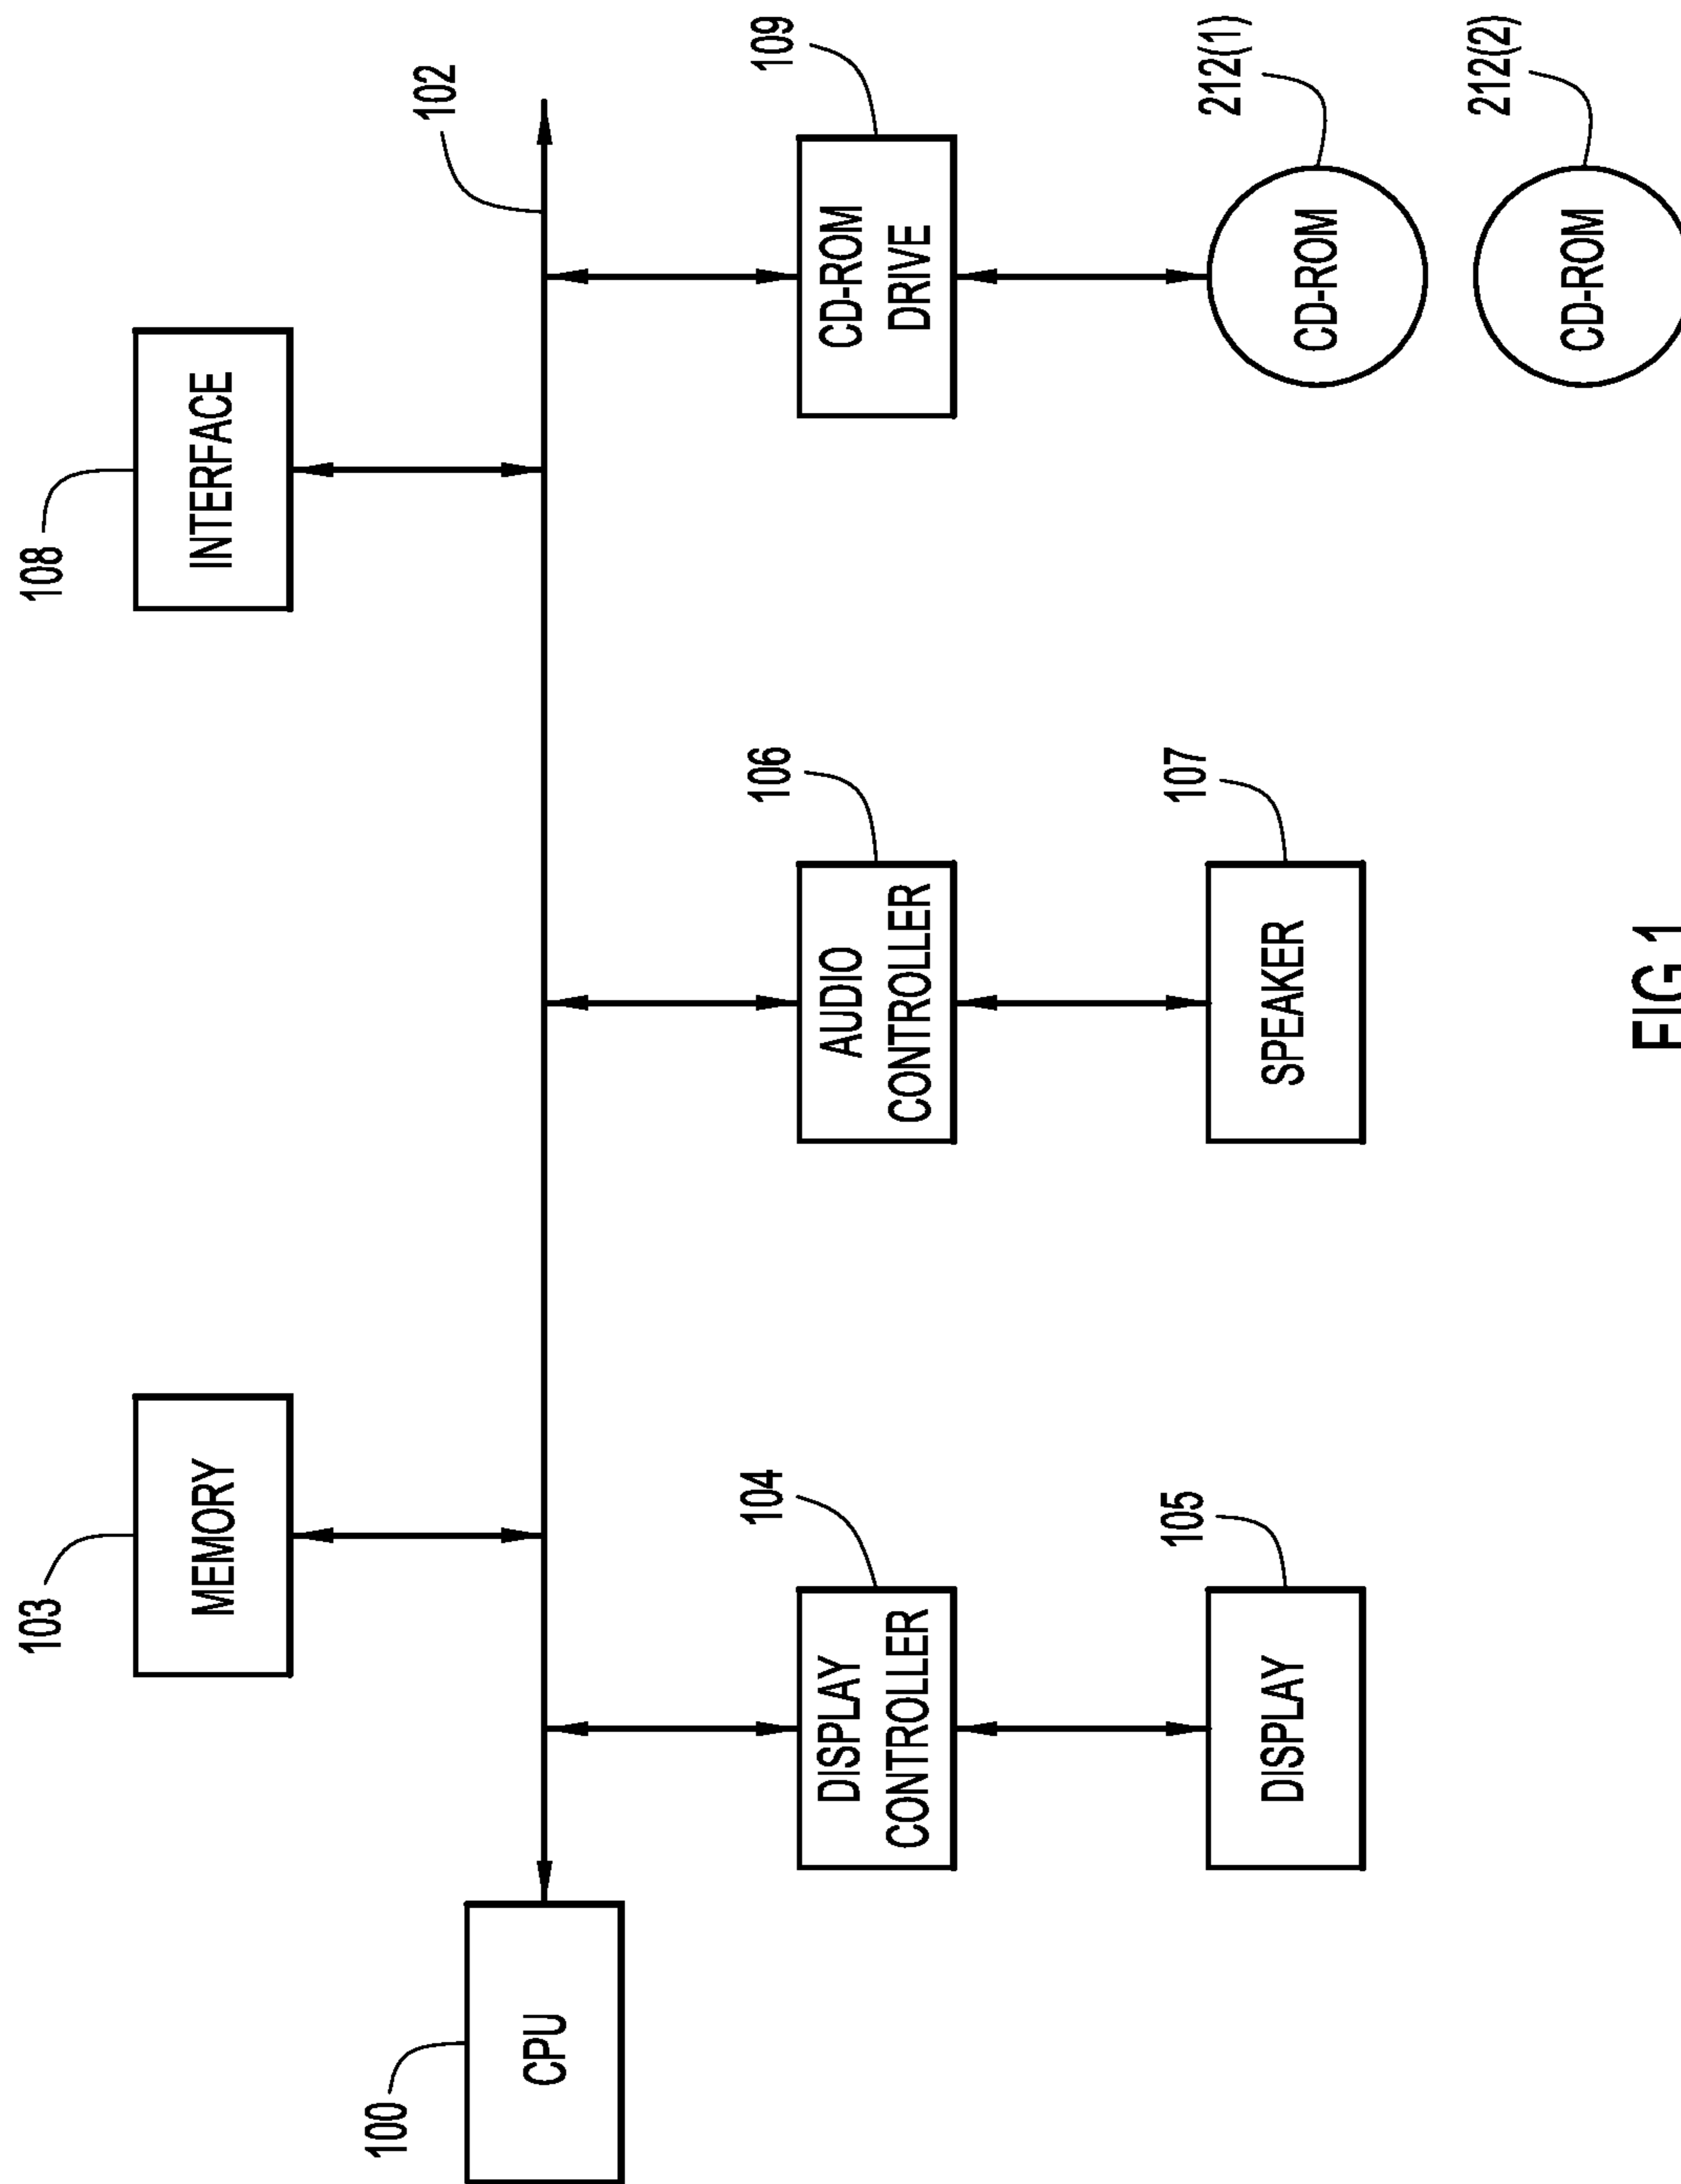 103
MEMORY
108
INTERFACE
100
CPU
102
104
DISPLAY
CONTROLLER
106
AUDIO
CONTROLLER
109
CD-ROM
DRIVE
105
DISPLAY
107
SPEAKER
212(1)
CD-ROM
212(2)
CD-ROM
FIG.1